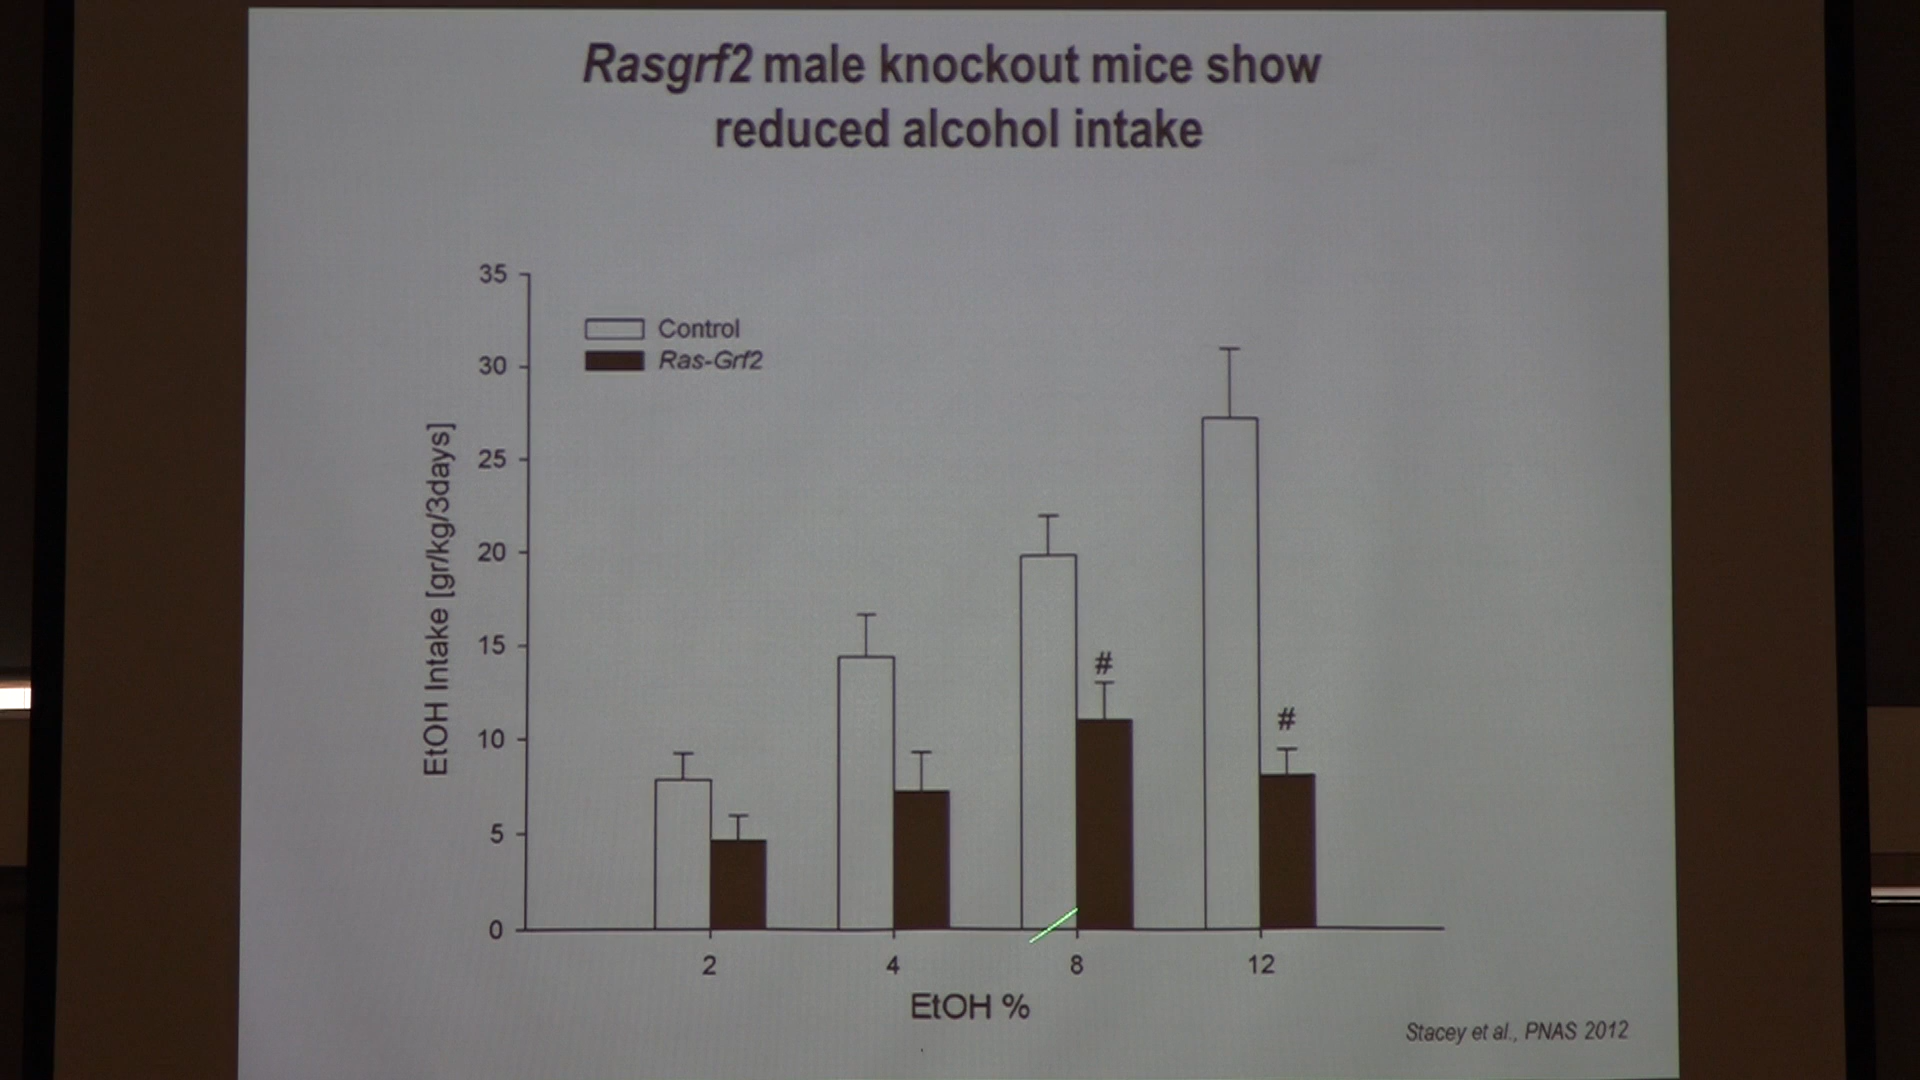 Rasgrf2 male knockout mice show
reduced alcohol intake
35
30
25
20
15
10
5
0
EtOH Intake [gr/kg/3days]
Control
Ras-Grf2
#
#
2 4 8 12
EtOH %
Stacey et al., PNAS 2012